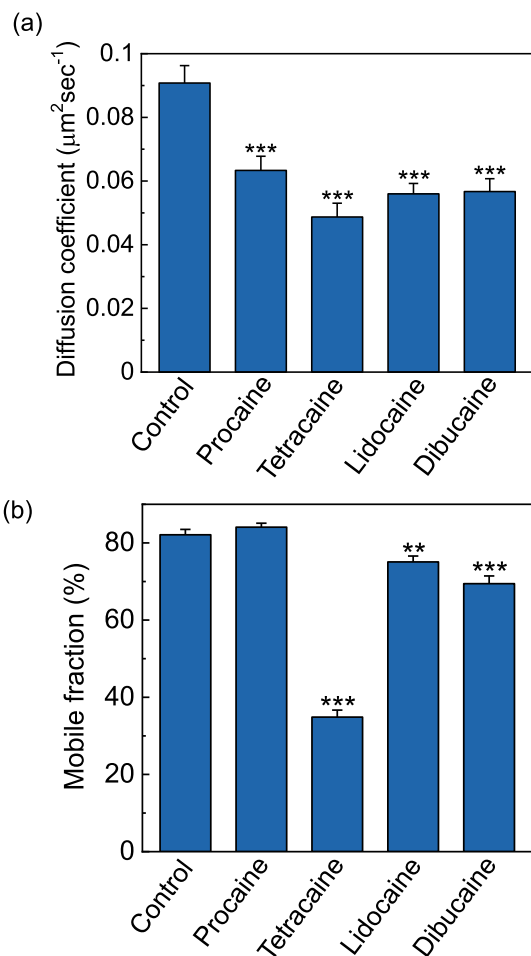 (a)
Diffusion coefficient (μm²sec⁻¹)
0.1
0.08
0.06
0.04
0.02
0
***
***
***
***
Control
Procaine
Tetracaine
Lidocaine
Dibucaine
(b)
Mobile fraction (%)
80
60
40
20
0
***
**
***
Control
Procaine
Tetracaine
Lidocaine
Dibucaine